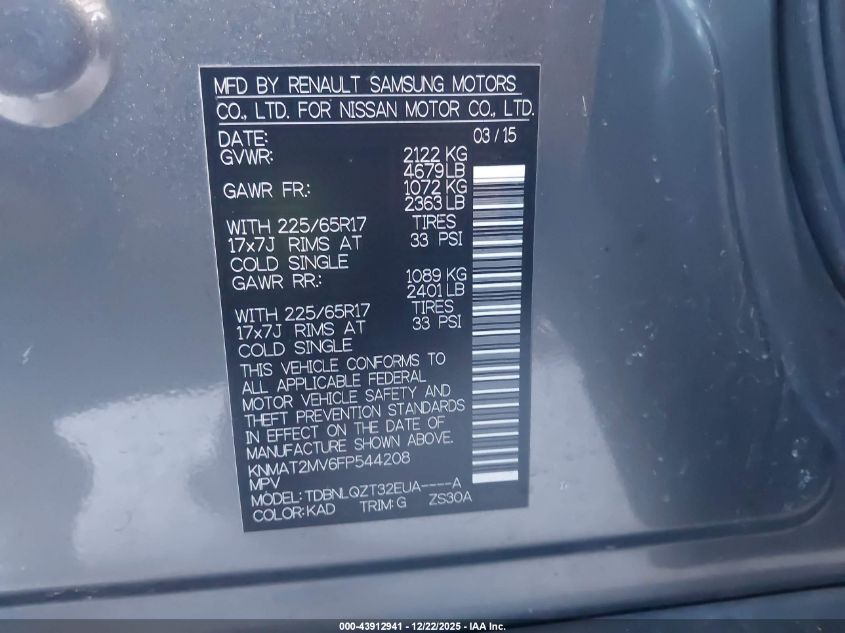 MFD BY RENAULT SAMSUNG MOTORS
CO., LTD. FOR NISSAN MOTOR CO., LTD.
DATE: 03/15
GVWR: 2122 KG
4679LB
GAWR FR.: 1072 KG
2363 LB
WITH 225/65R17 TIRES
17x7J RIMS AT 33 PSI
COLD SINGLE
GAWR RR.: 1089 KG
2401LB
WITH 225/65R17 TIRES
17x7J RIMS AT 33 PSI
COLD SINGLE
THIS VEHICLE CONFORMS TO
ALL APPLICABLE FEDERAL
MOTOR VEHICLE SAFETY AND
THEFT PREVENTION STANDARDS
IN EFFECT ON THE DATE OF
MANUFACTURE SHOWN ABOVE.
KNMAT2MV6FP544208
MPV
MODEL: TDBNLQZT32EUA----A
COLOR: KAD TRIM: G ZS30A
000-43912941 - 12/22/2025 - IAA Inc.